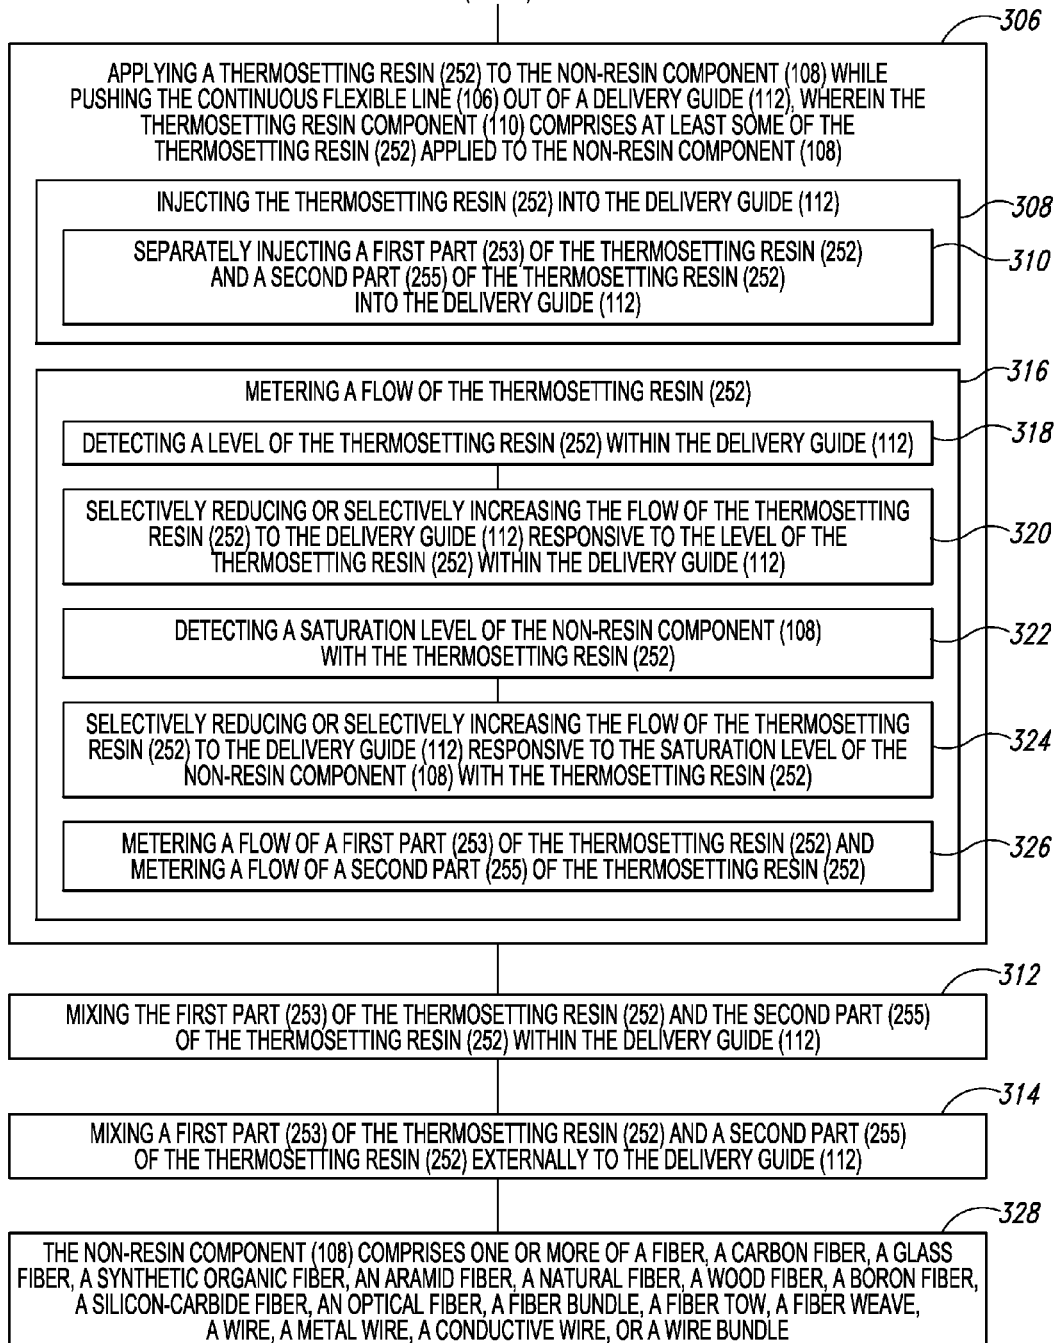 306
APPLYING A THERMOSETTING RESIN (252) TO THE NON-RESIN COMPONENT (108) WHILE
PUSHING THE CONTINUOUS FLEXIBLE LINE (106) OUT OF A DELIVERY GUIDE (112), WHEREIN THE
THERMOSETTING RESIN COMPONENT (110) COMPRISES AT LEAST SOME OF THE
THERMOSETTING RESIN (252) APPLIED TO THE NON-RESIN COMPONENT (108)
INJECTING THE THERMOSETTING RESIN (252) INTO THE DELIVERY GUIDE (112)
308
SEPARATELY INJECTING A FIRST PART (253) OF THE THERMOSETTING RESIN (252)
AND A SECOND PART (255) OF THE THERMOSETTING RESIN (252)
INTO THE DELIVERY GUIDE (112)
310
METERING A FLOW OF THE THERMOSETTING RESIN (252)
316
DETECTING A LEVEL OF THE THERMOSETTING RESIN (252) WITHIN THE DELIVERY GUIDE (112)
318
SELECTIVELY REDUCING OR SELECTIVELY INCREASING THE FLOW OF THE THERMOSETTING
RESIN (252) TO THE DELIVERY GUIDE (112) RESPONSIVE TO THE LEVEL OF THE
THERMOSETTING RESIN (252) WITHIN THE DELIVERY GUIDE (112)
320
DETECTING A SATURATION LEVEL OF THE NON-RESIN COMPONENT (108)
WITH THE THERMOSETTING RESIN (252)
322
SELECTIVELY REDUCING OR SELECTIVELY INCREASING THE FLOW OF THE THERMOSETTING
RESIN (252) TO THE DELIVERY GUIDE (112) RESPONSIVE TO THE SATURATION LEVEL OF THE
NON-RESIN COMPONENT (108) WITH THE THERMOSETTING RESIN (252)
324
METERING A FLOW OF A FIRST PART (253) OF THE THERMOSETTING RESIN (252) AND
METERING A FLOW OF A SECOND PART (255) OF THE THERMOSETTING RESIN (252)
326
312
MIXING THE FIRST PART (253) OF THE THERMOSETTING RESIN (252) AND THE SECOND PART (255)
OF THE THERMOSETTING RESIN (252) WITHIN THE DELIVERY GUIDE (112)
314
MIXING A FIRST PART (253) OF THE THERMOSETTING RESIN (252) AND A SECOND PART (255)
OF THE THERMOSETTING RESIN (252) EXTERNALLY TO THE DELIVERY GUIDE (112)
328
THE NON-RESIN COMPONENT (108) COMPRISES ONE OR MORE OF A FIBER, A CARBON FIBER, A GLASS
FIBER, A SYNTHETIC ORGANIC FIBER, AN ARAMID FIBER, A NATURAL FIBER, A WOOD FIBER, A BORON FIBER,
A SILICON-CARBIDE FIBER, AN OPTICAL FIBER, A FIBER BUNDLE, A FIBER TOW, A FIBER WEAVE,
A WIRE, A METAL WIRE, A CONDUCTIVE WIRE, OR A WIRE BUNDLE